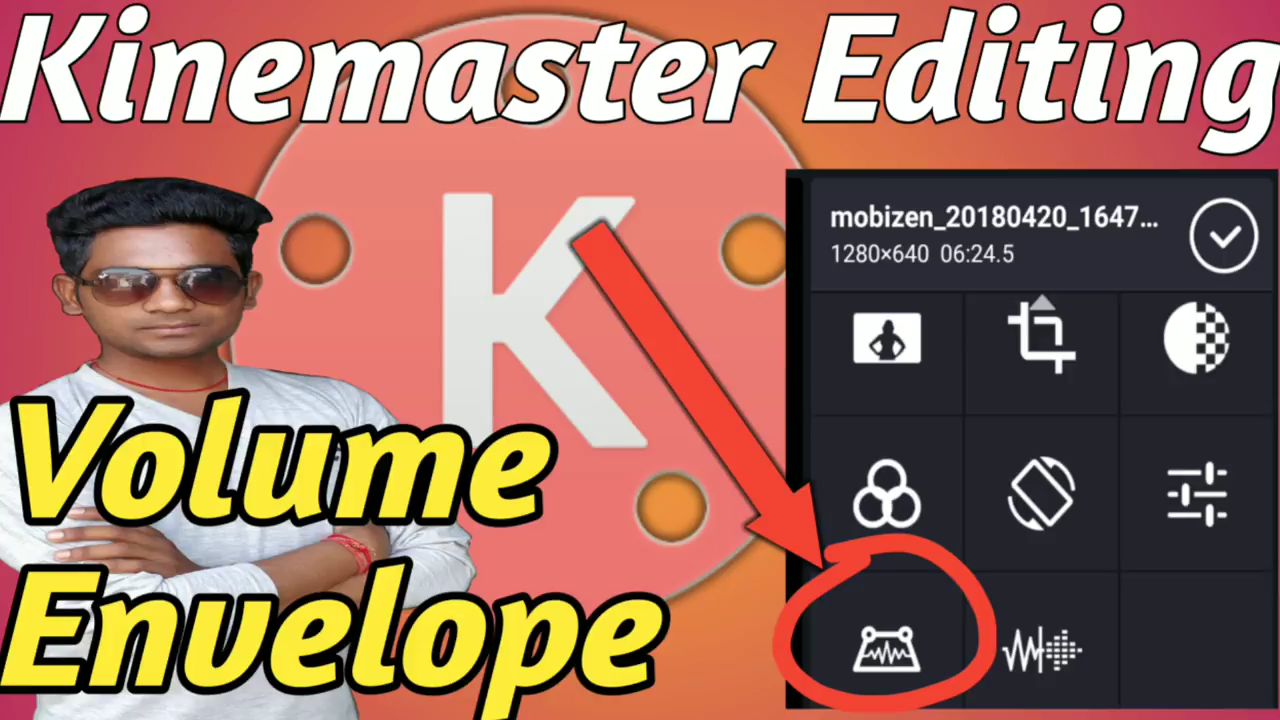 Kinemaster Editing
K
mobizen_20180420_1647...
1280×640 06:24.5
Volume
Envelope